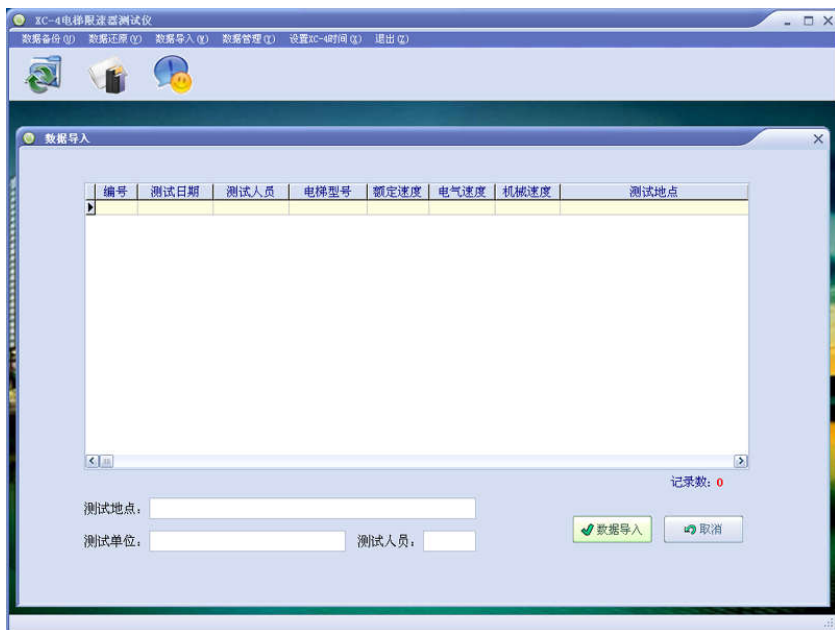 XC-4电梯限速器测试仪
数据备份(U) 数据还原(V) 数据导入(W) 数据管理(T) 设置XC-4时间(X) 退出(Z)
数据导入
编号 测试日期 测试人员 电梯型号 额定速度 电气速度 机械速度 测试地点
记录数: 0
测试地点:
数据导入 取消
测试单位: 测试人员: